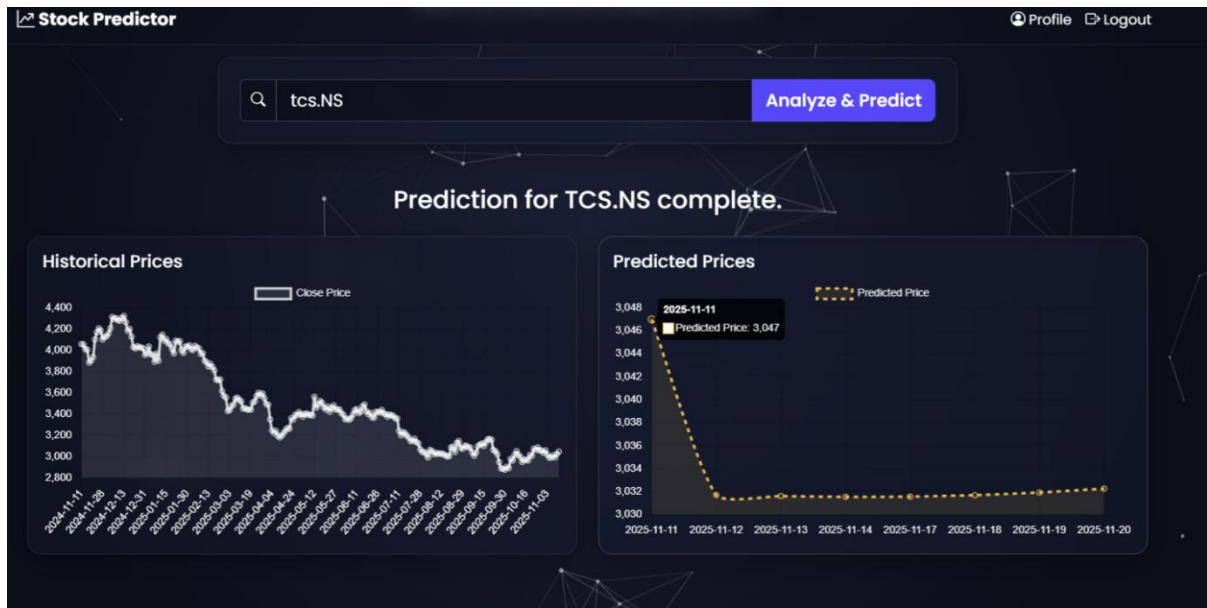 Stock Predictor
Profile Logout
tcs.NS
Analyze & Predict
Prediction for TCS.NS complete.
Historical Prices
Close Price
4,400
4,200
4,000
3,800
3,600
3,400
3,200
3,000
2,800
2024-11-11 2024-11-28 2024-12-13 2024-12-31 2025-01-15 2025-01-30 2025-02-13 2025-03-03 2025-03-19 2025-04-04 2025-04-24 2025-05-12 2025-05-27 2025-06-11 2025-06-26 2025-07-11 2025-07-28 2025-08-12 2025-08-29 2025-09-15 2025-09-30 2025-10-16 2025-11-03
Predicted Prices
Predicted Price
2025-11-11
Predicted Price: 3,047
3,048
3,046
3,044
3,042
3,040
3,038
3,036
3,034
3,032
3,030
2025-11-11 2025-11-12 2025-11-13 2025-11-14 2025-11-17 2025-11-18 2025-11-19 2025-11-20